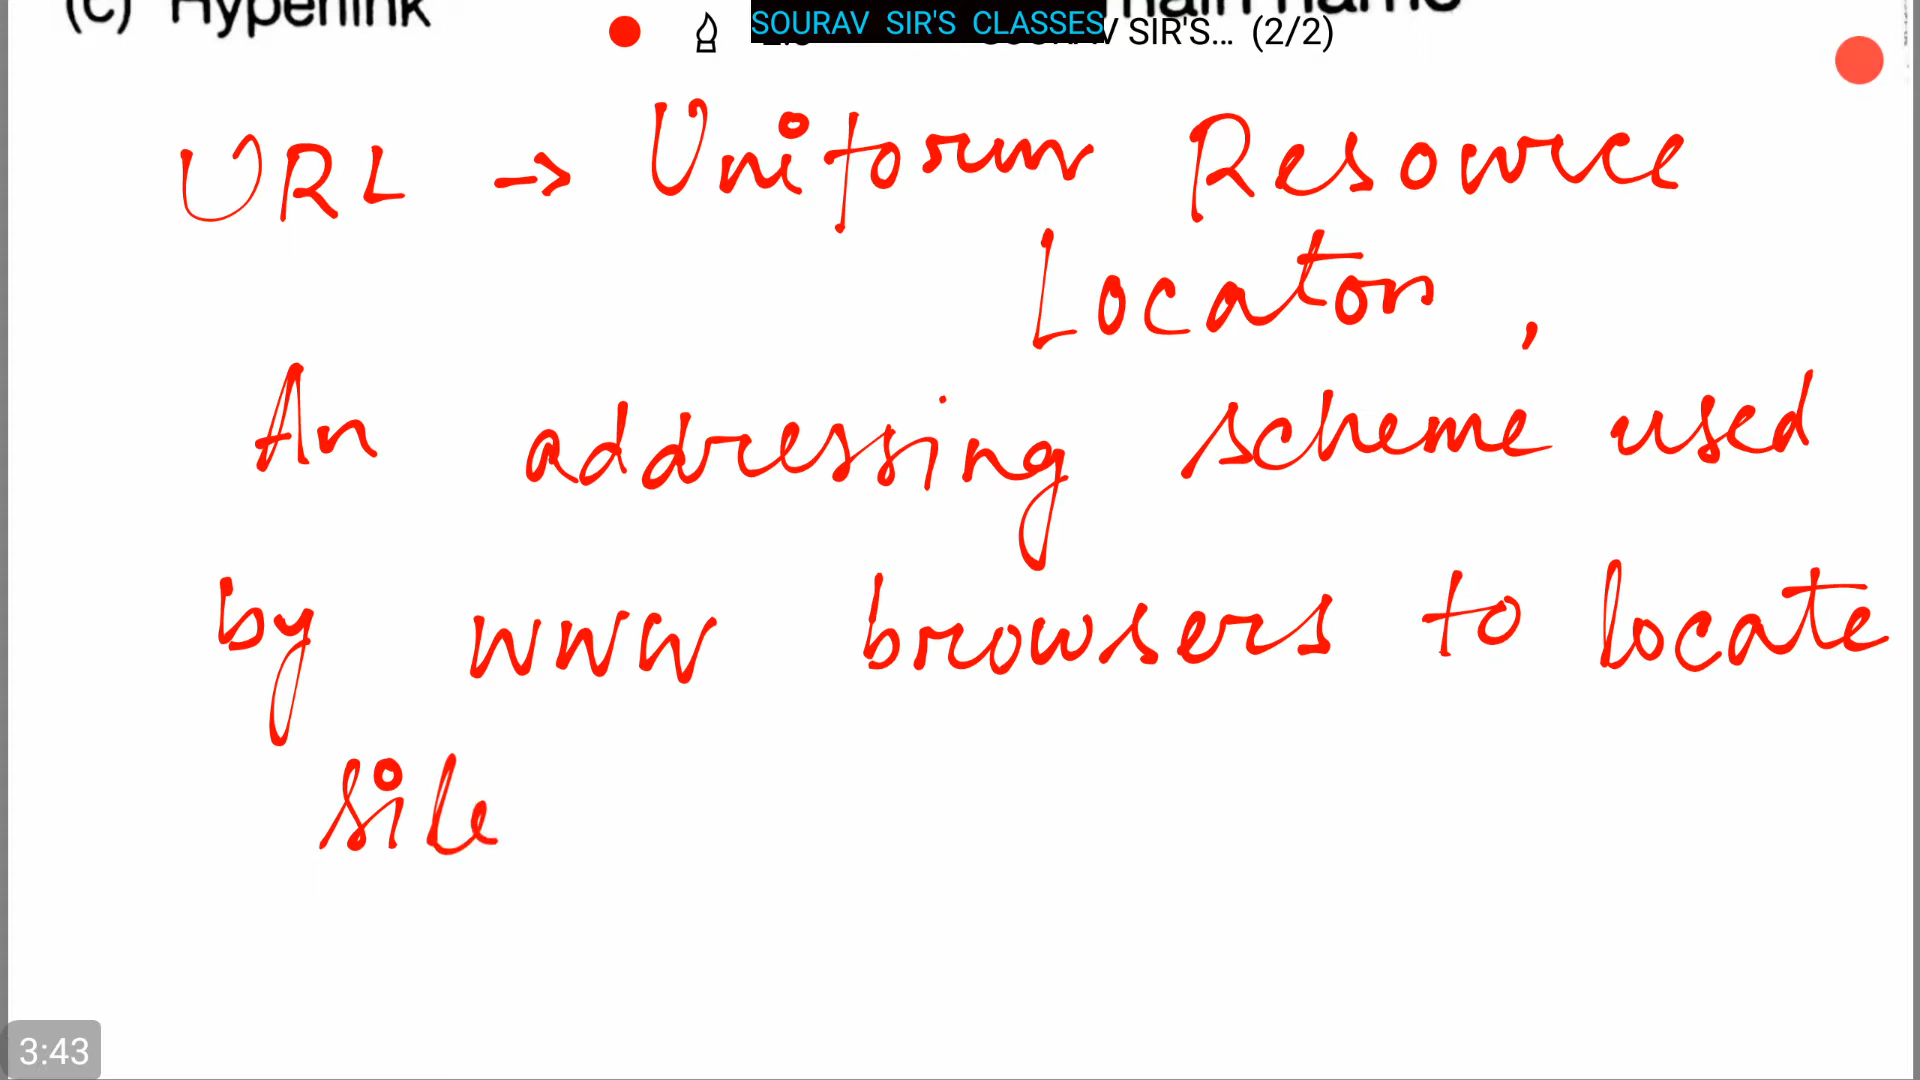 (c) Hyperlink
SOURAV SIR'S CLASSES
V SIR'S... (2/2)
URL → Uniform Resource
Locator,
An addressing scheme used
by WWW browsers to locate
site
3:43